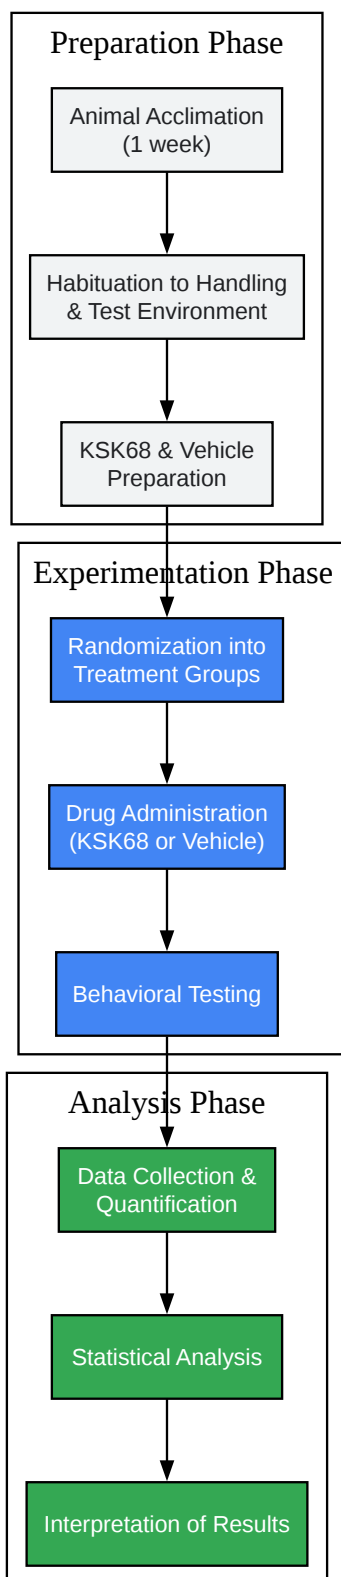 Preparation Phase
Animal Acclimation
(1 week)
Habituation to Handling
& Test Environment
KSK68 & Vehicle
Preparation
Experimentation Phase
Randomization into
Treatment Groups
Drug Administration
(KSK68 or Vehicle)
Behavioral Testing
Analysis Phase
Data Collection &
Quantification
Statistical Analysis
Interpretation of Results